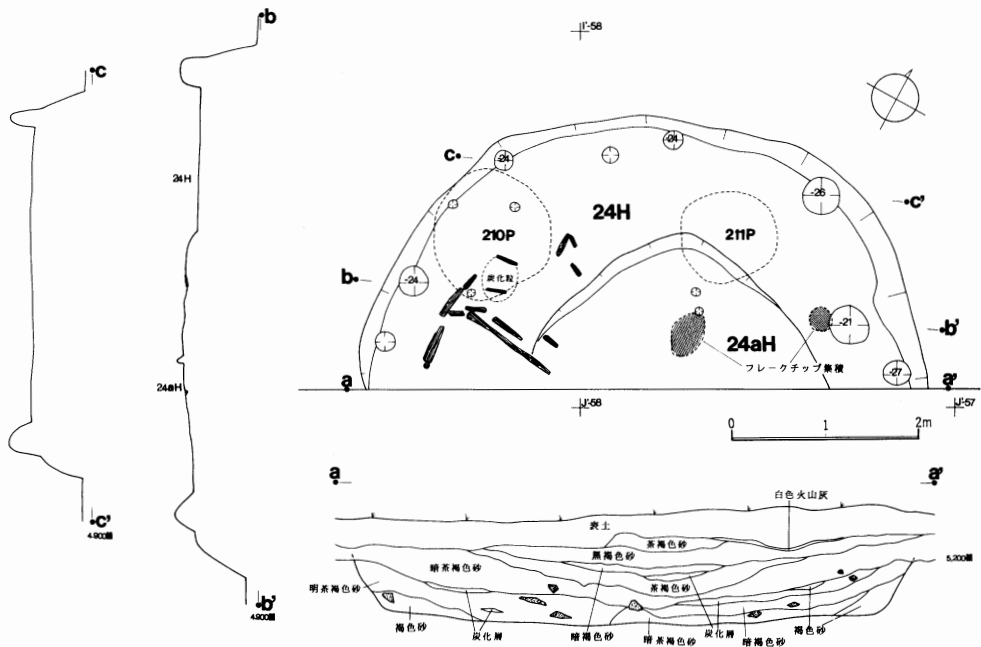 b
I'-58
c
c
-24
-24
-26
c'
24H
24H
210P
211P
炭化粒
b
-24
-21
b'
24aH
24aH
フレークチップ集積
-27
a
a'
J'-58
J'-57
0 1 2m
c'
4.900m
a
a'
白色火山灰
表土
茶褐色砂
黒褐色砂
5.200m
暗茶褐色砂
明茶褐色砂
茶褐色砂
褐色砂
炭化層
暗褐色砂
暗茶褐色砂
炭化層
暗褐色砂
褐色砂
b'
4.900m